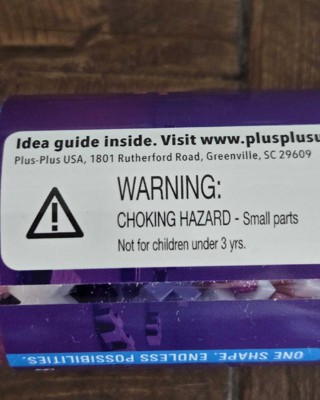 Idea guide inside. Visit www.plusplusu
Plus-Plus USA, 1801 Rutherford Road, Greenville, SC 29609
WARNING:
CHOKING HAZARD - Small parts
Not for children under 3 yrs.
ONE SHAPE. ENDLESS POSSIBILITIES.